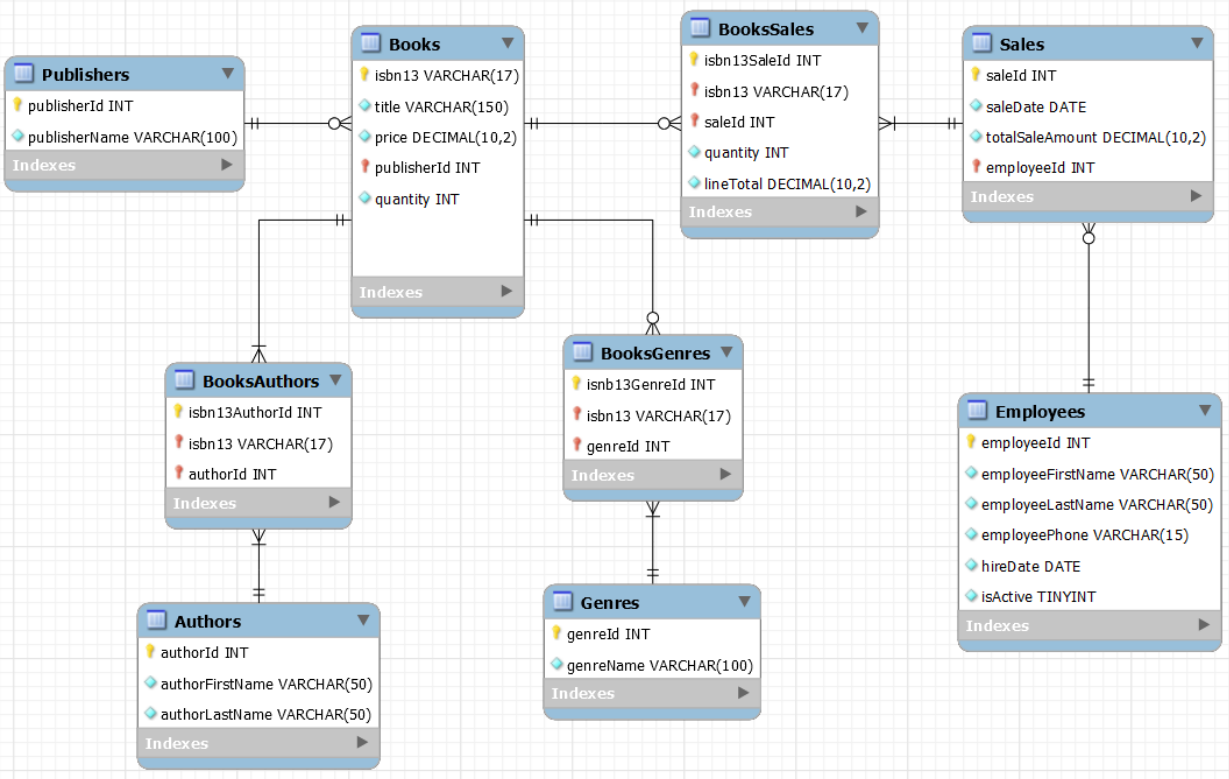 Publishers
publisherId INT
publisherName VARCHAR(100)
Indexes
Books
isbn13 VARCHAR(17)
title VARCHAR(150)
price DECIMAL(10,2)
publisherId INT
quantity INT
Indexes
BooksSales
isbn13SaleId INT
isbn13 VARCHAR(17)
saleId INT
quantity INT
lineTotal DECIMAL(10,2)
Indexes
Sales
saleId INT
saleDate DATE
totalSaleAmount DECIMAL(10,2)
employeeId INT
Indexes
BooksAuthors
isbn13AuthorId INT
isbn13 VARCHAR(17)
authorId INT
Indexes
BooksGenres
isnb13GenreId INT
isbn13 VARCHAR(17)
genreId INT
Indexes
Employees
employeeId INT
employeeFirstName VARCHAR(50)
employeeLastName VARCHAR(50)
employeePhone VARCHAR(15)
hireDate DATE
isActive TINYINT
Indexes
Authors
authorId INT
authorFirstName VARCHAR(50)
authorLastName VARCHAR(50)
Indexes
Genres
genreId INT
genreName VARCHAR(100)
Indexes